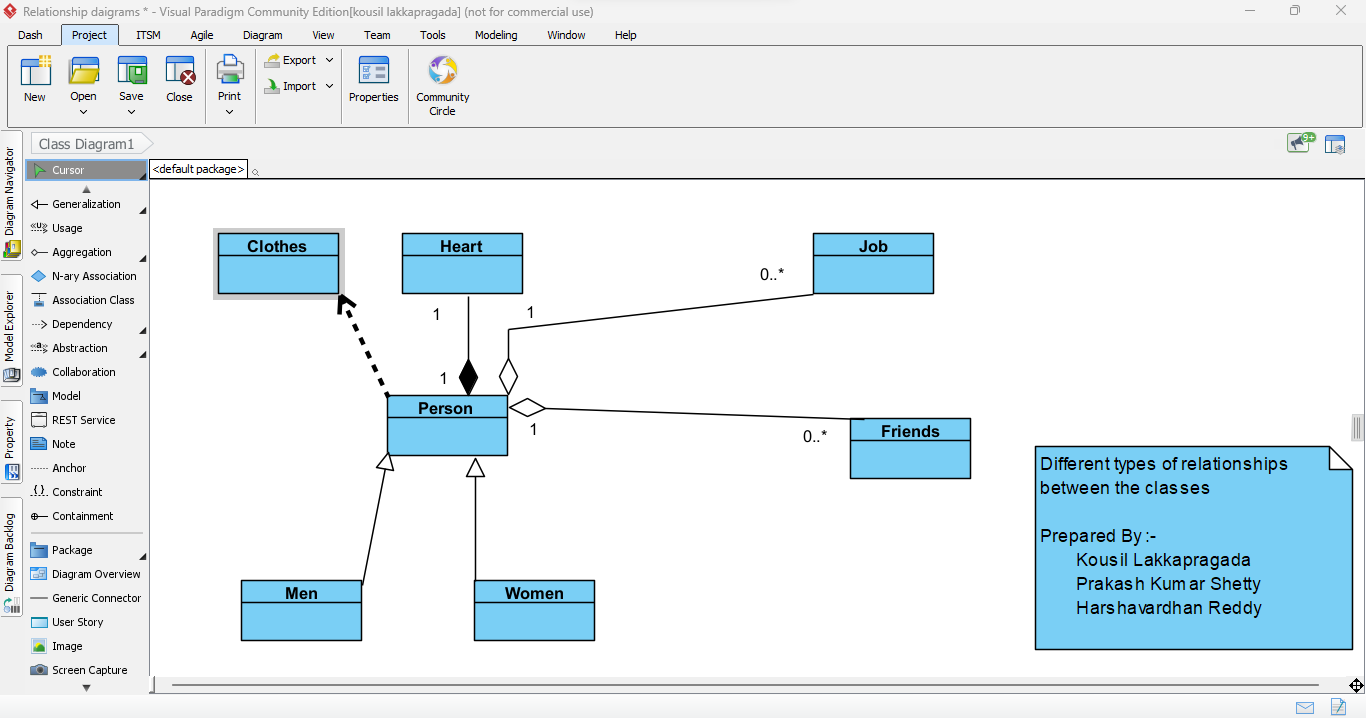 Relationship daigrams * - Visual Paradigm Community Edition[kousil lakkapragada] (not for commercial use)
Dash Project ITSM Agile Diagram View Team Tools Modeling Window Help
New Open Save Close Print Export Import Properties Community
Circle
Class Diagram1
9+
Diagram Navigator
Model Explorer
Property
Diagram Backlog
Cursor
Generalization
Usage
Aggregation
N-ary Association
Association Class
Dependency
Abstraction
Collaboration
Model
REST Service
Note
Anchor
Constraint
Containment
Package
Diagram Overview
Generic Connector
User Story
Image
Screen Capture
<default package>
Clothes Heart Job
0..*
1 1
1
Person
1 0..*
Friends
Men Women
Different types of relationships
between the classes
Prepared By :-
Kousil Lakkapragada
Prakash Kumar Shetty
Harshavardhan Reddy